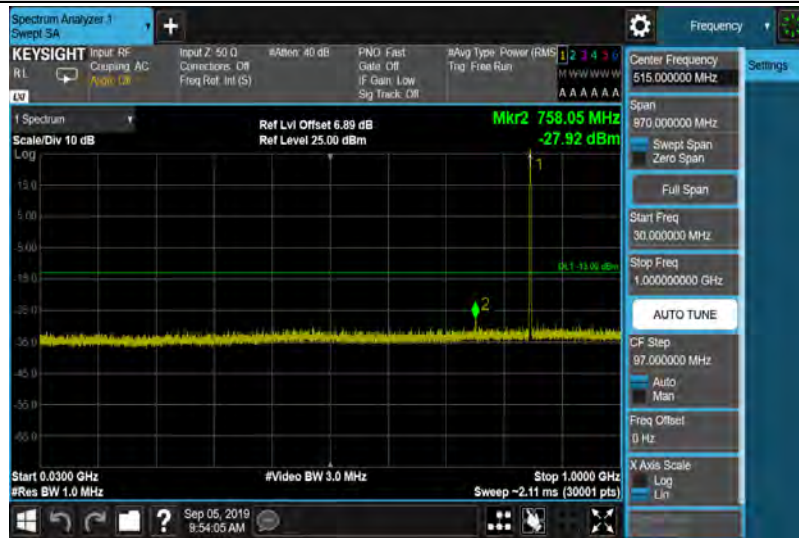 Spectrum Analyzer 1
Swept SA
Frequency
KEYSIGHT
RL
Input: RF
Coupling: AC
Align: Off
Input Z: 50 Ω
Corrections: Off
Freq Ref: Int (S)
#Atten: 40 dB
PNO: Fast
Gate: Off
IF Gain: Low
Sig Track: Off
#Avg Type: Power (RMS
Trig: Free Run
1 2 3 4 5 6
M W W W W W
A A A A A A
LXI
1 Spectrum
Scale/Div 10 dB
Log
Ref Lvl Offset 6.89 dB
Ref Level 25.00 dBm
Mkr2 758.05 MHz
-27.92 dBm
15.0
5.00
-5.00
-15.0
-25.0
-35.0
-45.0
-55.0
-65.0
1
DL1 -13.00 dBm
2
Start 0.0300 GHz
#Res BW 1.0 MHz
#Video BW 3.0 MHz
Stop 1.0000 GHz
Sweep ~2.11 ms (30001 pts)
Sep 05, 2019
9:54:05 AM
Center Frequency
515.000000 MHz
Settings
Span
970.000000 MHz
Swept Span
Zero Span
Full Span
Start Freq
30.000000 MHz
Stop Freq
1.000000000 GHz
AUTO TUNE
CF Step
97.000000 MHz
Auto
Man
Freq Offset
0 Hz
X Axis Scale
Log
Lin